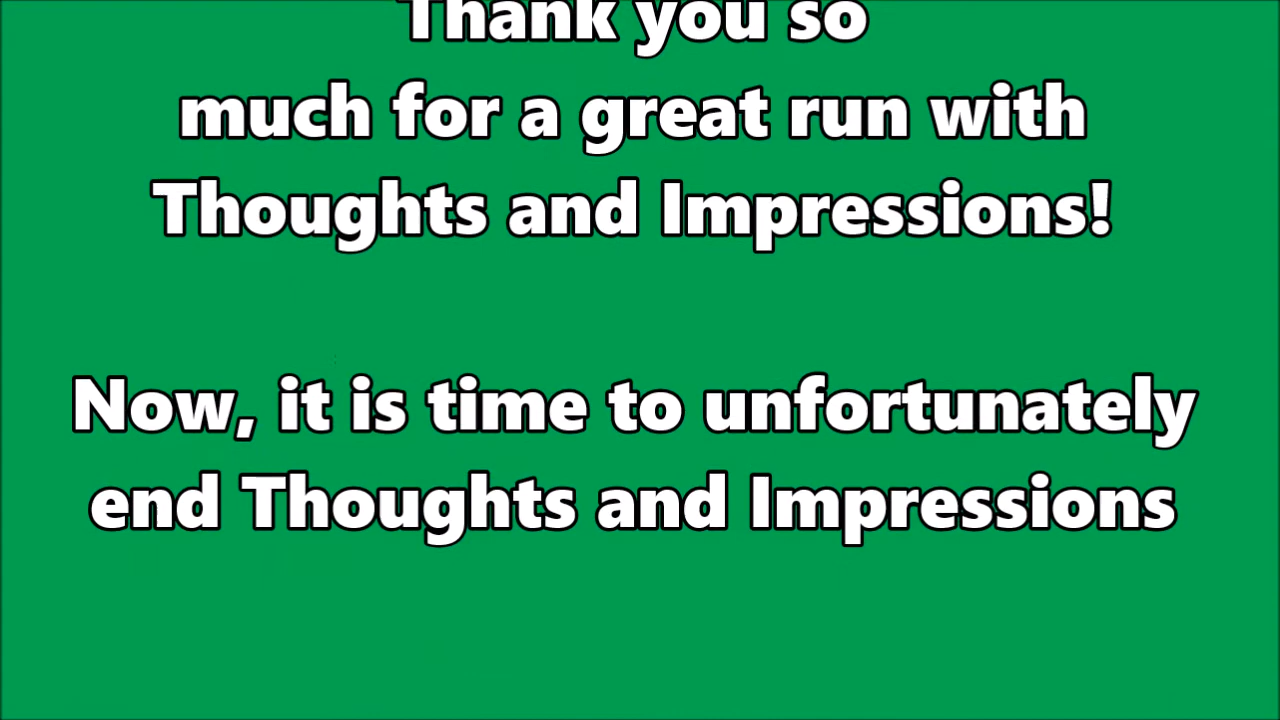 Thank you so
much for a great run with
Thoughts and Impressions!
Now, it is time to unfortunately
end Thoughts and Impressions